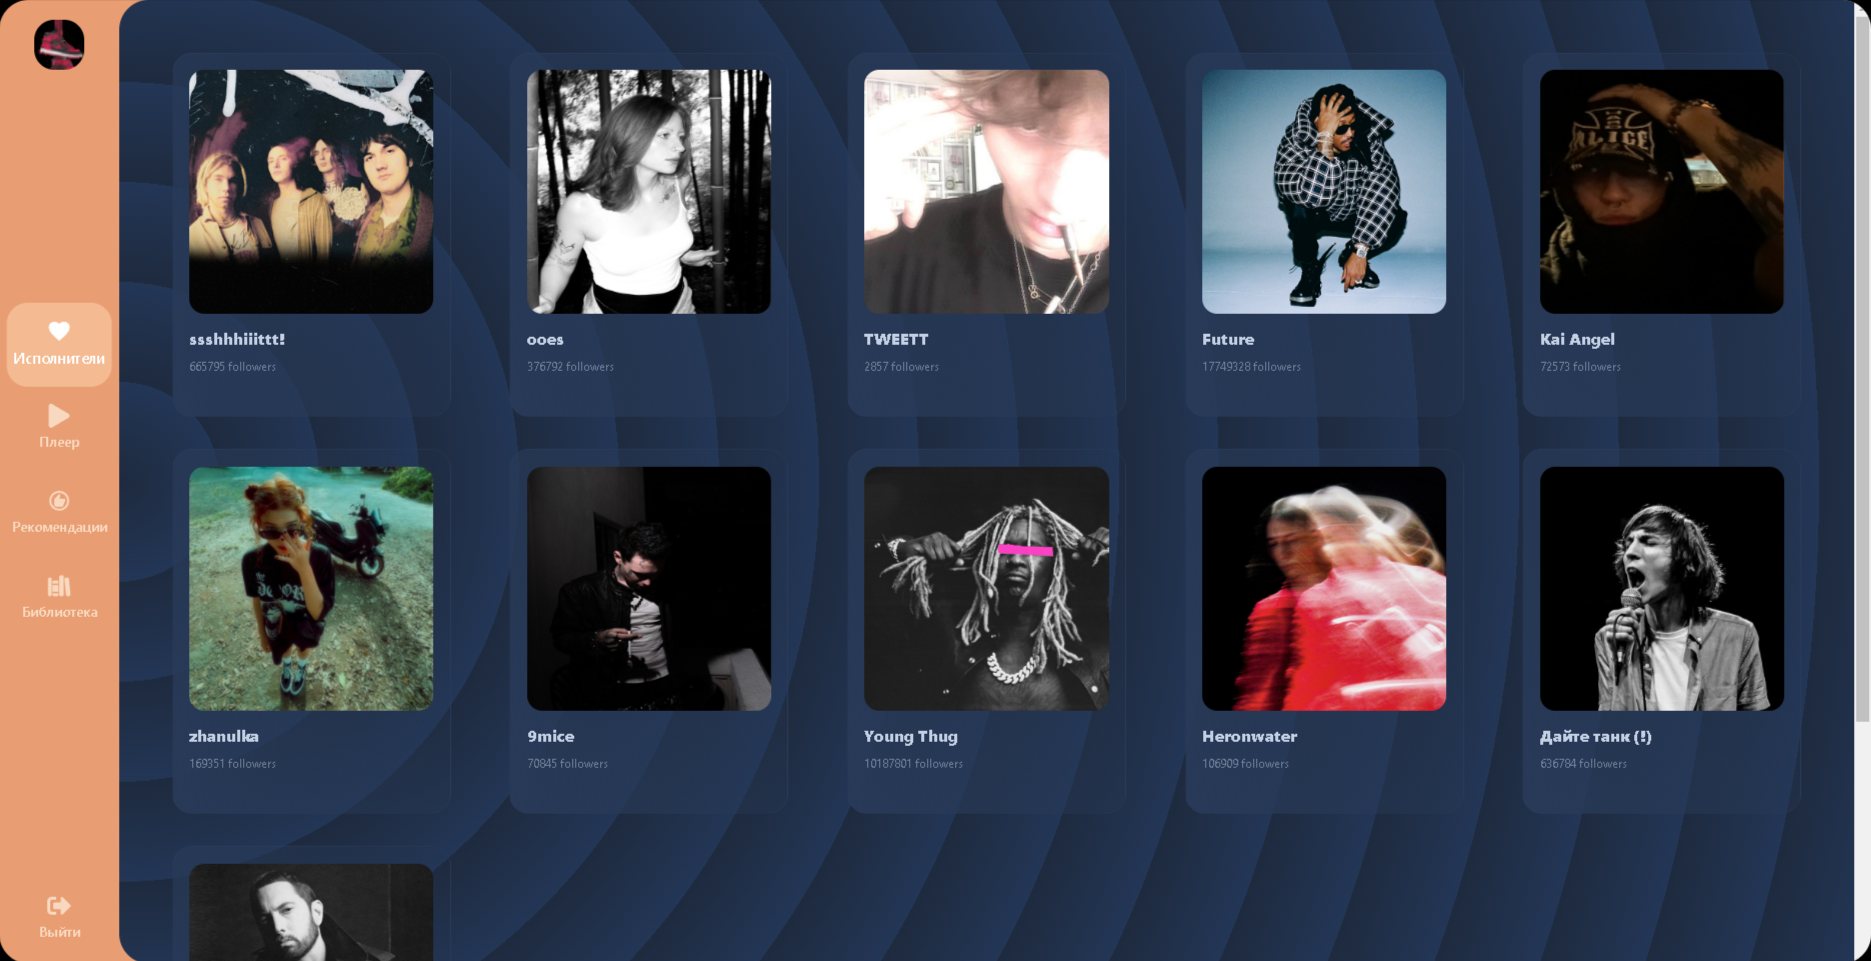 Исполнители
Плеер
Рекомендации
Библиотека
Выйти
ssshhhiiittt!
665795 followers
ooes
376792 followers
TWEETT
2857 followers
Future
17749328 followers
ALICE
Kai Angel
72573 followers
zhanulka
169351 followers
9mice
70845 followers
Young Thug
10187801 followers
Heronwater
106909 followers
Дайте танк (!)
636784 followers